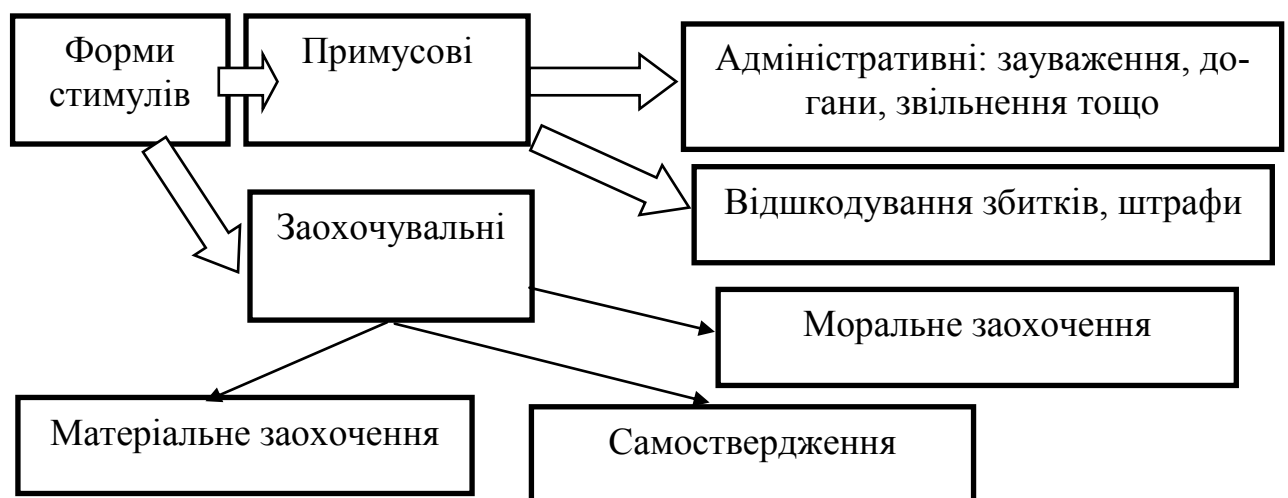 Форми
стимулів
Примусові
Адміністративні: зауваження, до-
гани, звільнення тощо
Відшкодування збитків, штрафи
Заохочувальні
Моральне заохочення
Матеріальне заохочення
Самоствердження